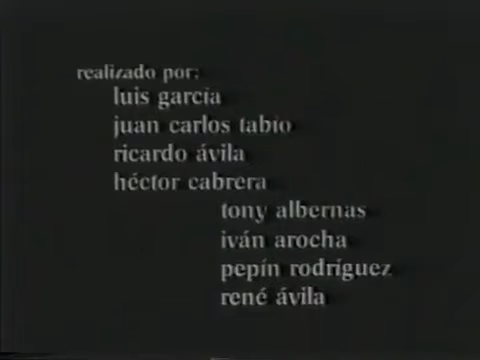 realizado por:
luis garcía
juan carlos tabío
ricardo ávila
héctor cabrera
tony albernas
iván arocha
pepín rodríguez
rené ávila